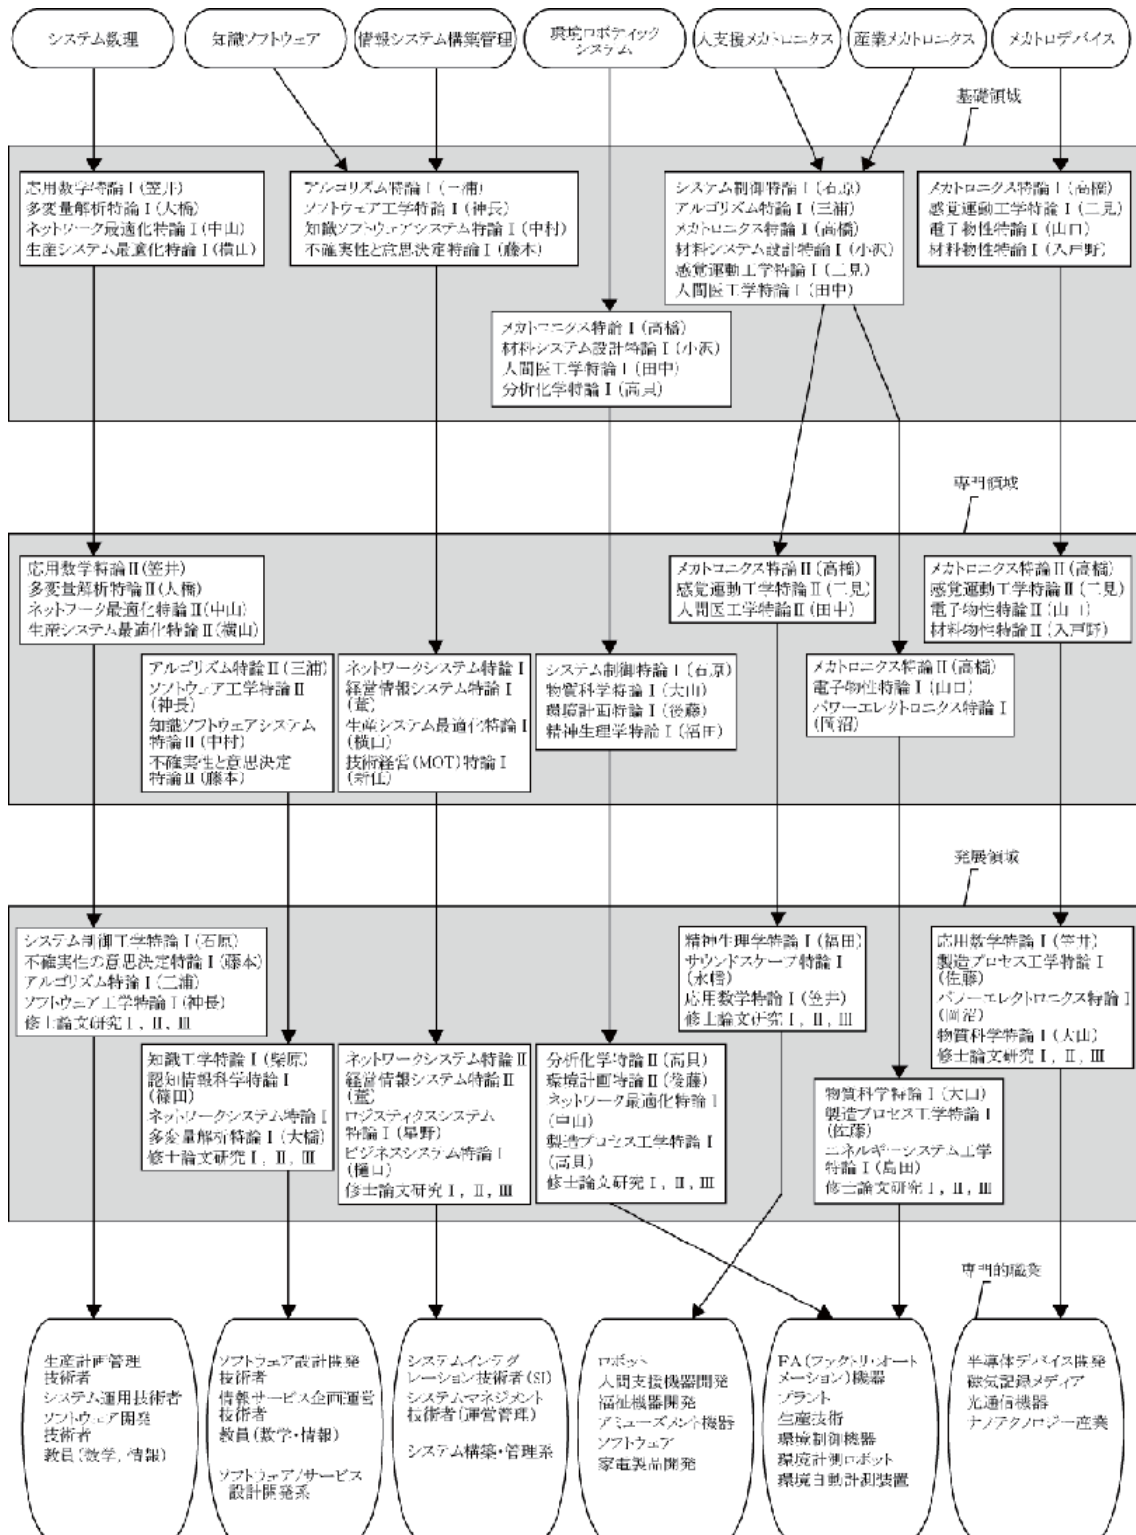 システム数理
知識ソフトウェア
情報システム構築管理
環境ロボティック
システム
人支援メカトロニクス
産業メカトロニクス
メカトロデバイス
基礎領域
応用数学特論Ⅰ(笠井)
多変量解析特論Ⅰ(大橋)
ネットワーク最適化特論Ⅰ(中山)
生産システム最適化特論Ⅰ(横山)
アルゴリズム特論Ⅰ(三浦)
ソフトウェア工学特論Ⅰ(神長)
知識ソフトウェアシステム特論Ⅰ(中村)
不確実性と意思決定特論Ⅰ(藤本)
システム制御特論Ⅰ(石原)
アルゴリズム特論Ⅰ(三浦)
メカトロニクス特論Ⅰ(高橋)
材料システム設計特論Ⅰ(小沢)
感覚運動工学特論Ⅰ(二見)
人間医工学特論Ⅰ(田中)
メカトロニクス特論Ⅰ(高橋)
感覚運動工学特論Ⅰ(二見)
電子物性特論Ⅰ(山口)
材料物性特論Ⅰ(入戸野)
メカトロニクス特論Ⅰ(高橋)
材料システム設計特論Ⅰ(小沢)
人間医工学特論Ⅰ(田中)
分析化学特論Ⅰ(高貝)
専門領域
応用数学特論Ⅱ(笠井)
多変量解析特論Ⅱ(大橋)
ネットワーク最適化特論Ⅱ(中山)
生産システム最適化特論Ⅱ(横山)
メカトロニクス特論Ⅱ(高橋)
感覚運動工学特論Ⅱ(二見)
人間医工学特論Ⅱ(田中)
メカトロニクス特論Ⅱ(高橋)
感覚運動工学特論Ⅱ(二見)
電子物性特論Ⅱ(山口)
材料物性特論Ⅱ(入戸野)
アルゴリズム特論Ⅱ(三浦)
ソフトウェア工学特論Ⅱ
(神長)
知識ソフトウェアシステム
特論Ⅱ(中村)
不確実性と意思決定
特論Ⅱ(藤本)
ネットワークシステム特論Ⅰ
経営情報システム特論Ⅰ
(董)
生産システム最適化特論Ⅰ
(横山)
技術経営(MOT)特論Ⅰ
(新任)
システム制御特論Ⅰ(石原)
物質科学特論Ⅰ(大山)
環境計画特論Ⅰ(後藤)
精神生理学特論Ⅰ(福田)
メカトロニクス特論Ⅱ(高橋)
電子物性特論Ⅰ(山口)
パワーエレクトロニクス特論Ⅰ
(岡沼)
発展領域
システム制御工学特論Ⅰ(石原)
不確実性の意思決定特論Ⅰ(藤本)
アルゴリズム特論Ⅰ(三浦)
ソフトウェア工学特論Ⅰ(神長)
修士論文研究Ⅰ, Ⅱ, Ⅲ
精神生理学特論Ⅰ(福田)
サウンドスケープ特論Ⅰ
(永幡)
応用数学特論Ⅰ(笠井)
修士論文研究Ⅰ, Ⅱ, Ⅲ
応用数学特論Ⅰ(笠井)
製造プロセス工学特論Ⅰ
(佐藤)
パワーエレクトロニクス特論Ⅰ
(岡沼)
物質科学特論Ⅰ(大山)
修士論文研究Ⅰ, Ⅱ, Ⅲ
知識工学特論Ⅰ(柴原)
認知情報科学特論Ⅰ
(篠田)
ネットワークシステム特論Ⅰ
多変量解析特論Ⅰ(大橋)
修士論文研究Ⅰ, Ⅱ, Ⅲ
ネットワークシステム特論Ⅱ
経営情報システム特論Ⅱ
(董)
ロジスティクスシステム
特論Ⅰ(星野)
ビジネスシステム特論Ⅰ
(樋口)
修士論文研究Ⅰ, Ⅱ, Ⅲ
分析化学特論Ⅱ(高貝)
環境計画特論Ⅱ(後藤)
ネットワーク最適化特論Ⅰ
(中山)
製造プロセス工学特論Ⅰ
(高貝)
修士論文研究Ⅰ, Ⅱ, Ⅲ
物質科学特論Ⅰ(大山)
製造プロセス工学特論Ⅰ
(佐藤)
エネルギーシステム工学
特論Ⅰ(島田)
修士論文研究Ⅰ, Ⅱ, Ⅲ
専門的職業
生産計画管理
技術者
システム運用技術者
ソフトウェア開発
技術者
教員(数学, 情報)
ソフトウェア設計開発
技術者
情報サービス企画運営
技術者
教員(数学・情報)
ソフトウェア/サービス
設計開発系
システムインテグ
レーション技術者(SI)
システムマネジメント
技術者(運営管理)
システム構築・管理系
ロボット
人間支援機器開発
福祉機器開発
アミューズメント機器
ソフトウェア
家電製品開発
FA(ファクトリ・オート
メーション)機器
プラント
生産技術
環境制御機器
環境計測ロボット
環境自動計測装置
半導体デバイス開発
磁気記録メディア
光通信機器
ナノテクノロジー産業